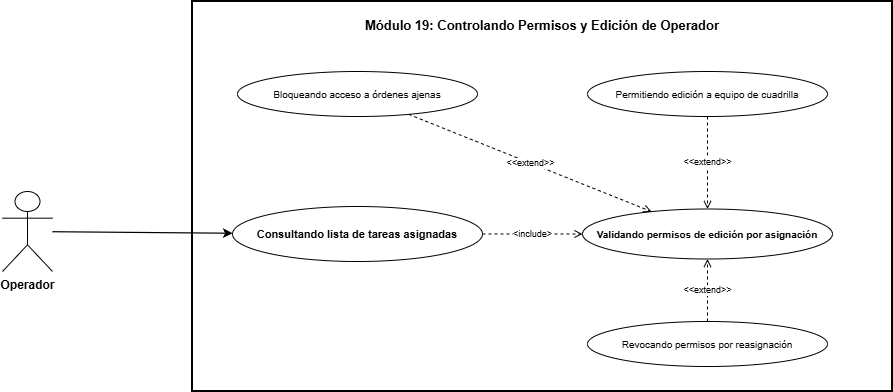 Módulo 19: Controlando Permisos y Edición de Operador
Bloqueando acceso a órdenes ajenas
Permitiendo edición a equipo de cuadrilla
<<extend>>
<<extend>>
Consultando lista de tareas asignadas
<include>
Validando permisos de edición por asignación
Operador
<<extend>>
Revocando permisos por reasignación